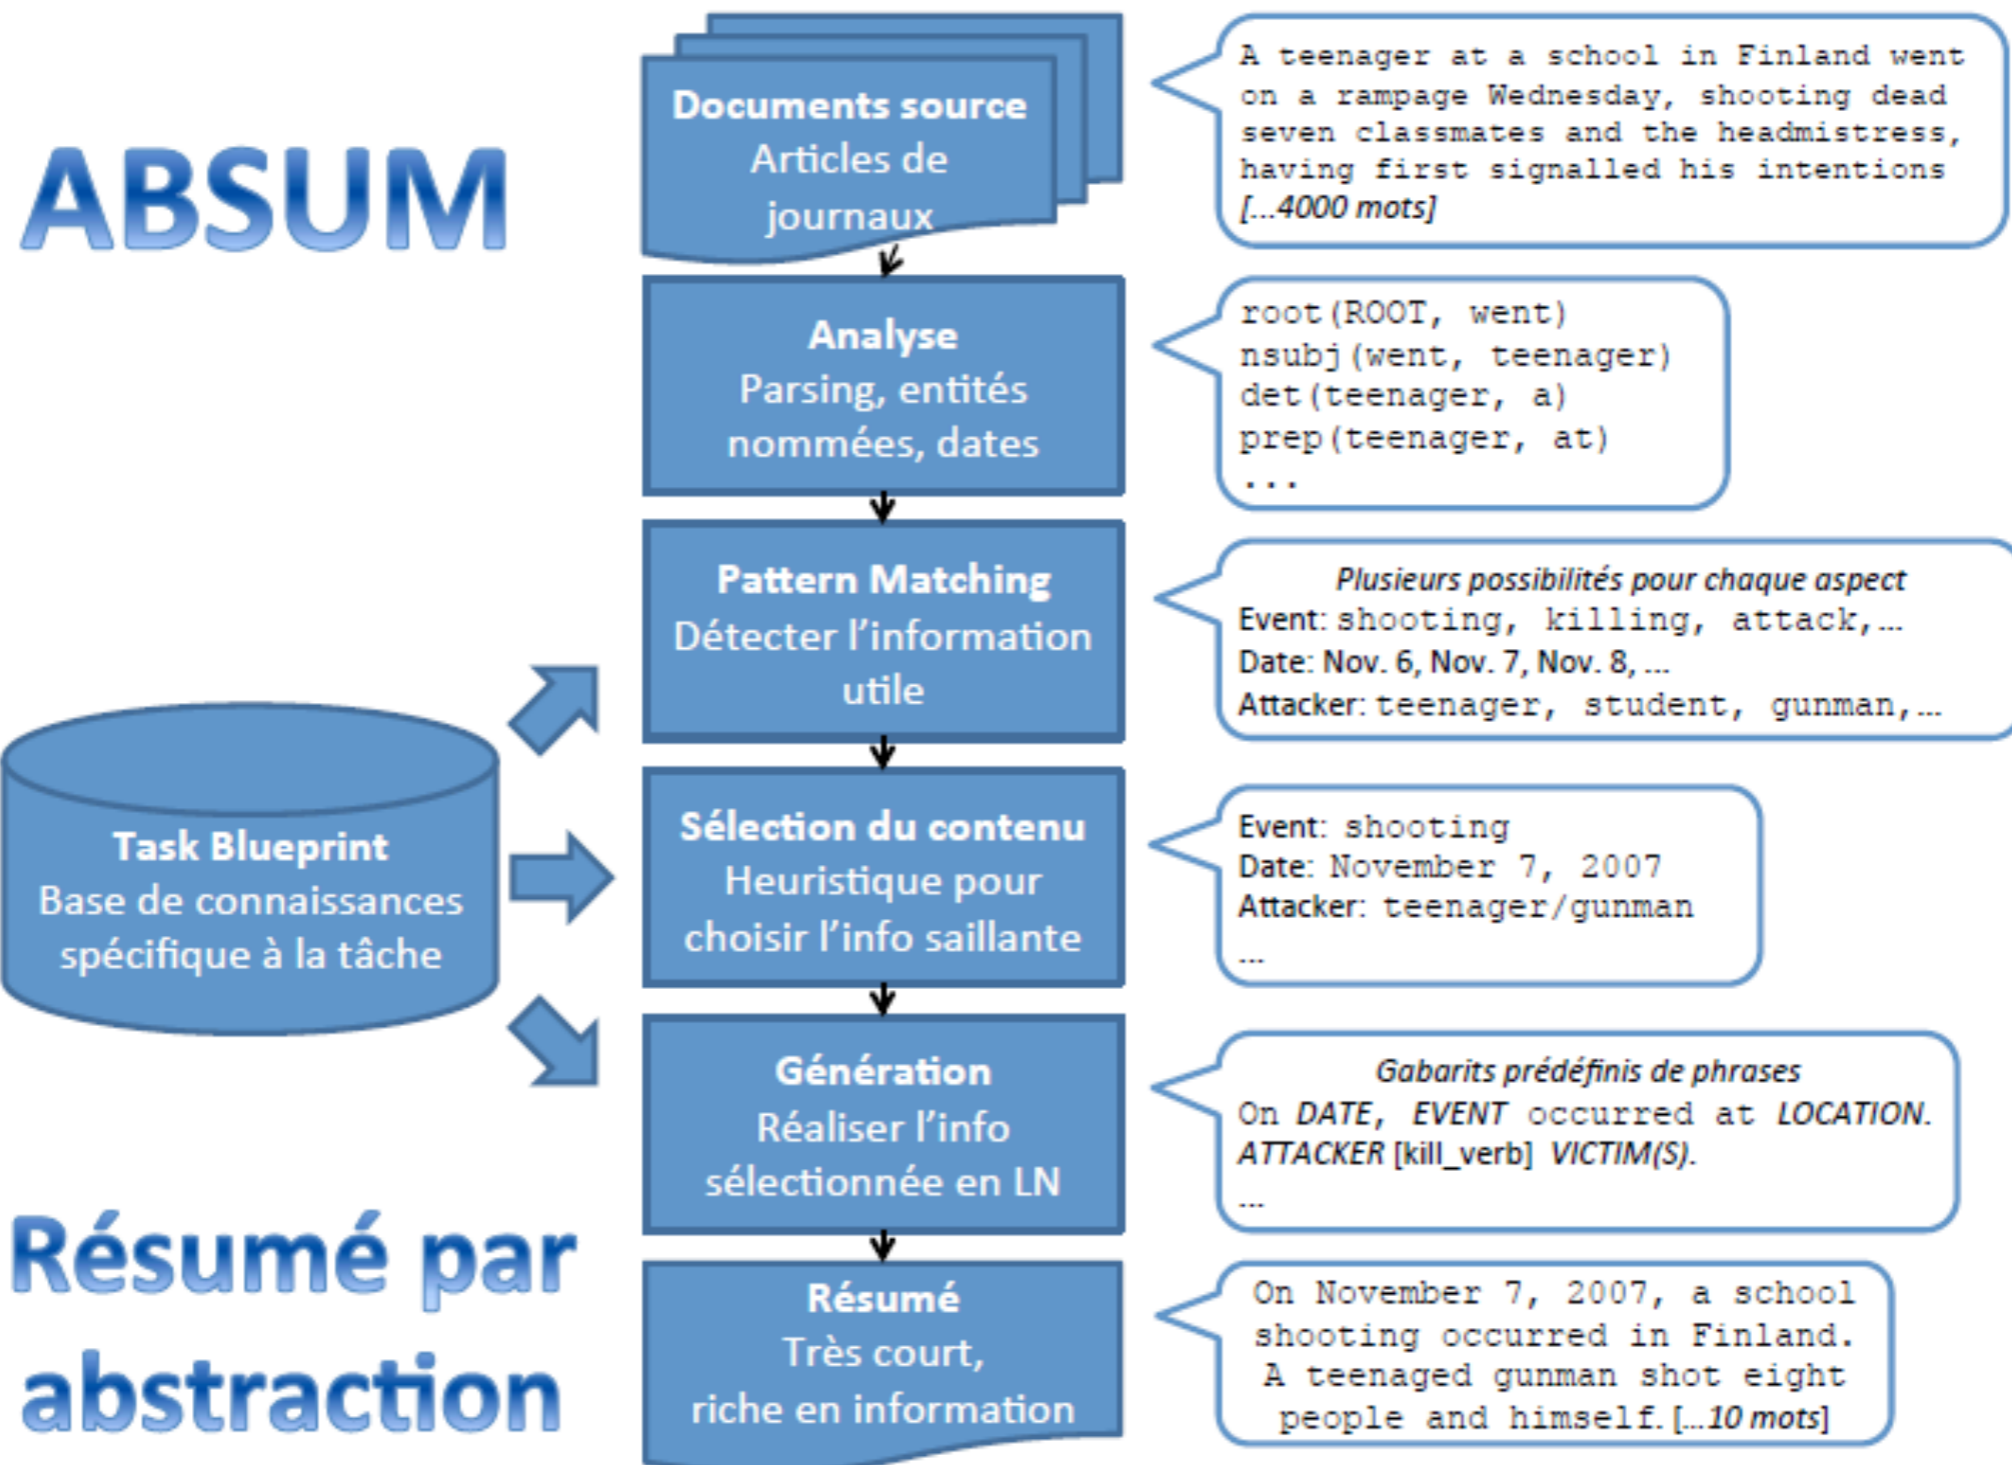 ABSUM
Documents source
Articles de
journaux
A teenager at a school in Finland went
on a rampage Wednesday, shooting dead
seven classmates and the headmistress,
having first signalled his intentions
[...4000 mots]
Analyse
Parsing, entités
nommées, dates
root(ROOT, went)
nsubj(went, teenager)
det(teenager, a)
prep(teenager, at)
...
Pattern Matching
Détecter l'information
utile
Plusieurs possibilités pour chaque aspect
Event: shooting, killing, attack,...
Date: Nov. 6, Nov. 7, Nov. 8, ...
Attacker: teenager, student, gunman,...
Task Blueprint
Base de connaissances
spécifique à la tâche
Sélection du contenu
Heuristique pour
choisir l'info saillante
Event: shooting
Date: November 7, 2007
Attacker: teenager/gunman
...
Génération
Réaliser l'info
sélectionnée en LN
Gabarits prédéfinis de phrases
On DATE, EVENT occurred at LOCATION.
ATTACKER [kill_verb] VICTIM(S).
...
Résumé par
abstraction
Résumé
Très court,
riche en information
On November 7, 2007, a school
shooting occurred in Finland.
A teenaged gunman shot eight
people and himself. [...10 mots]